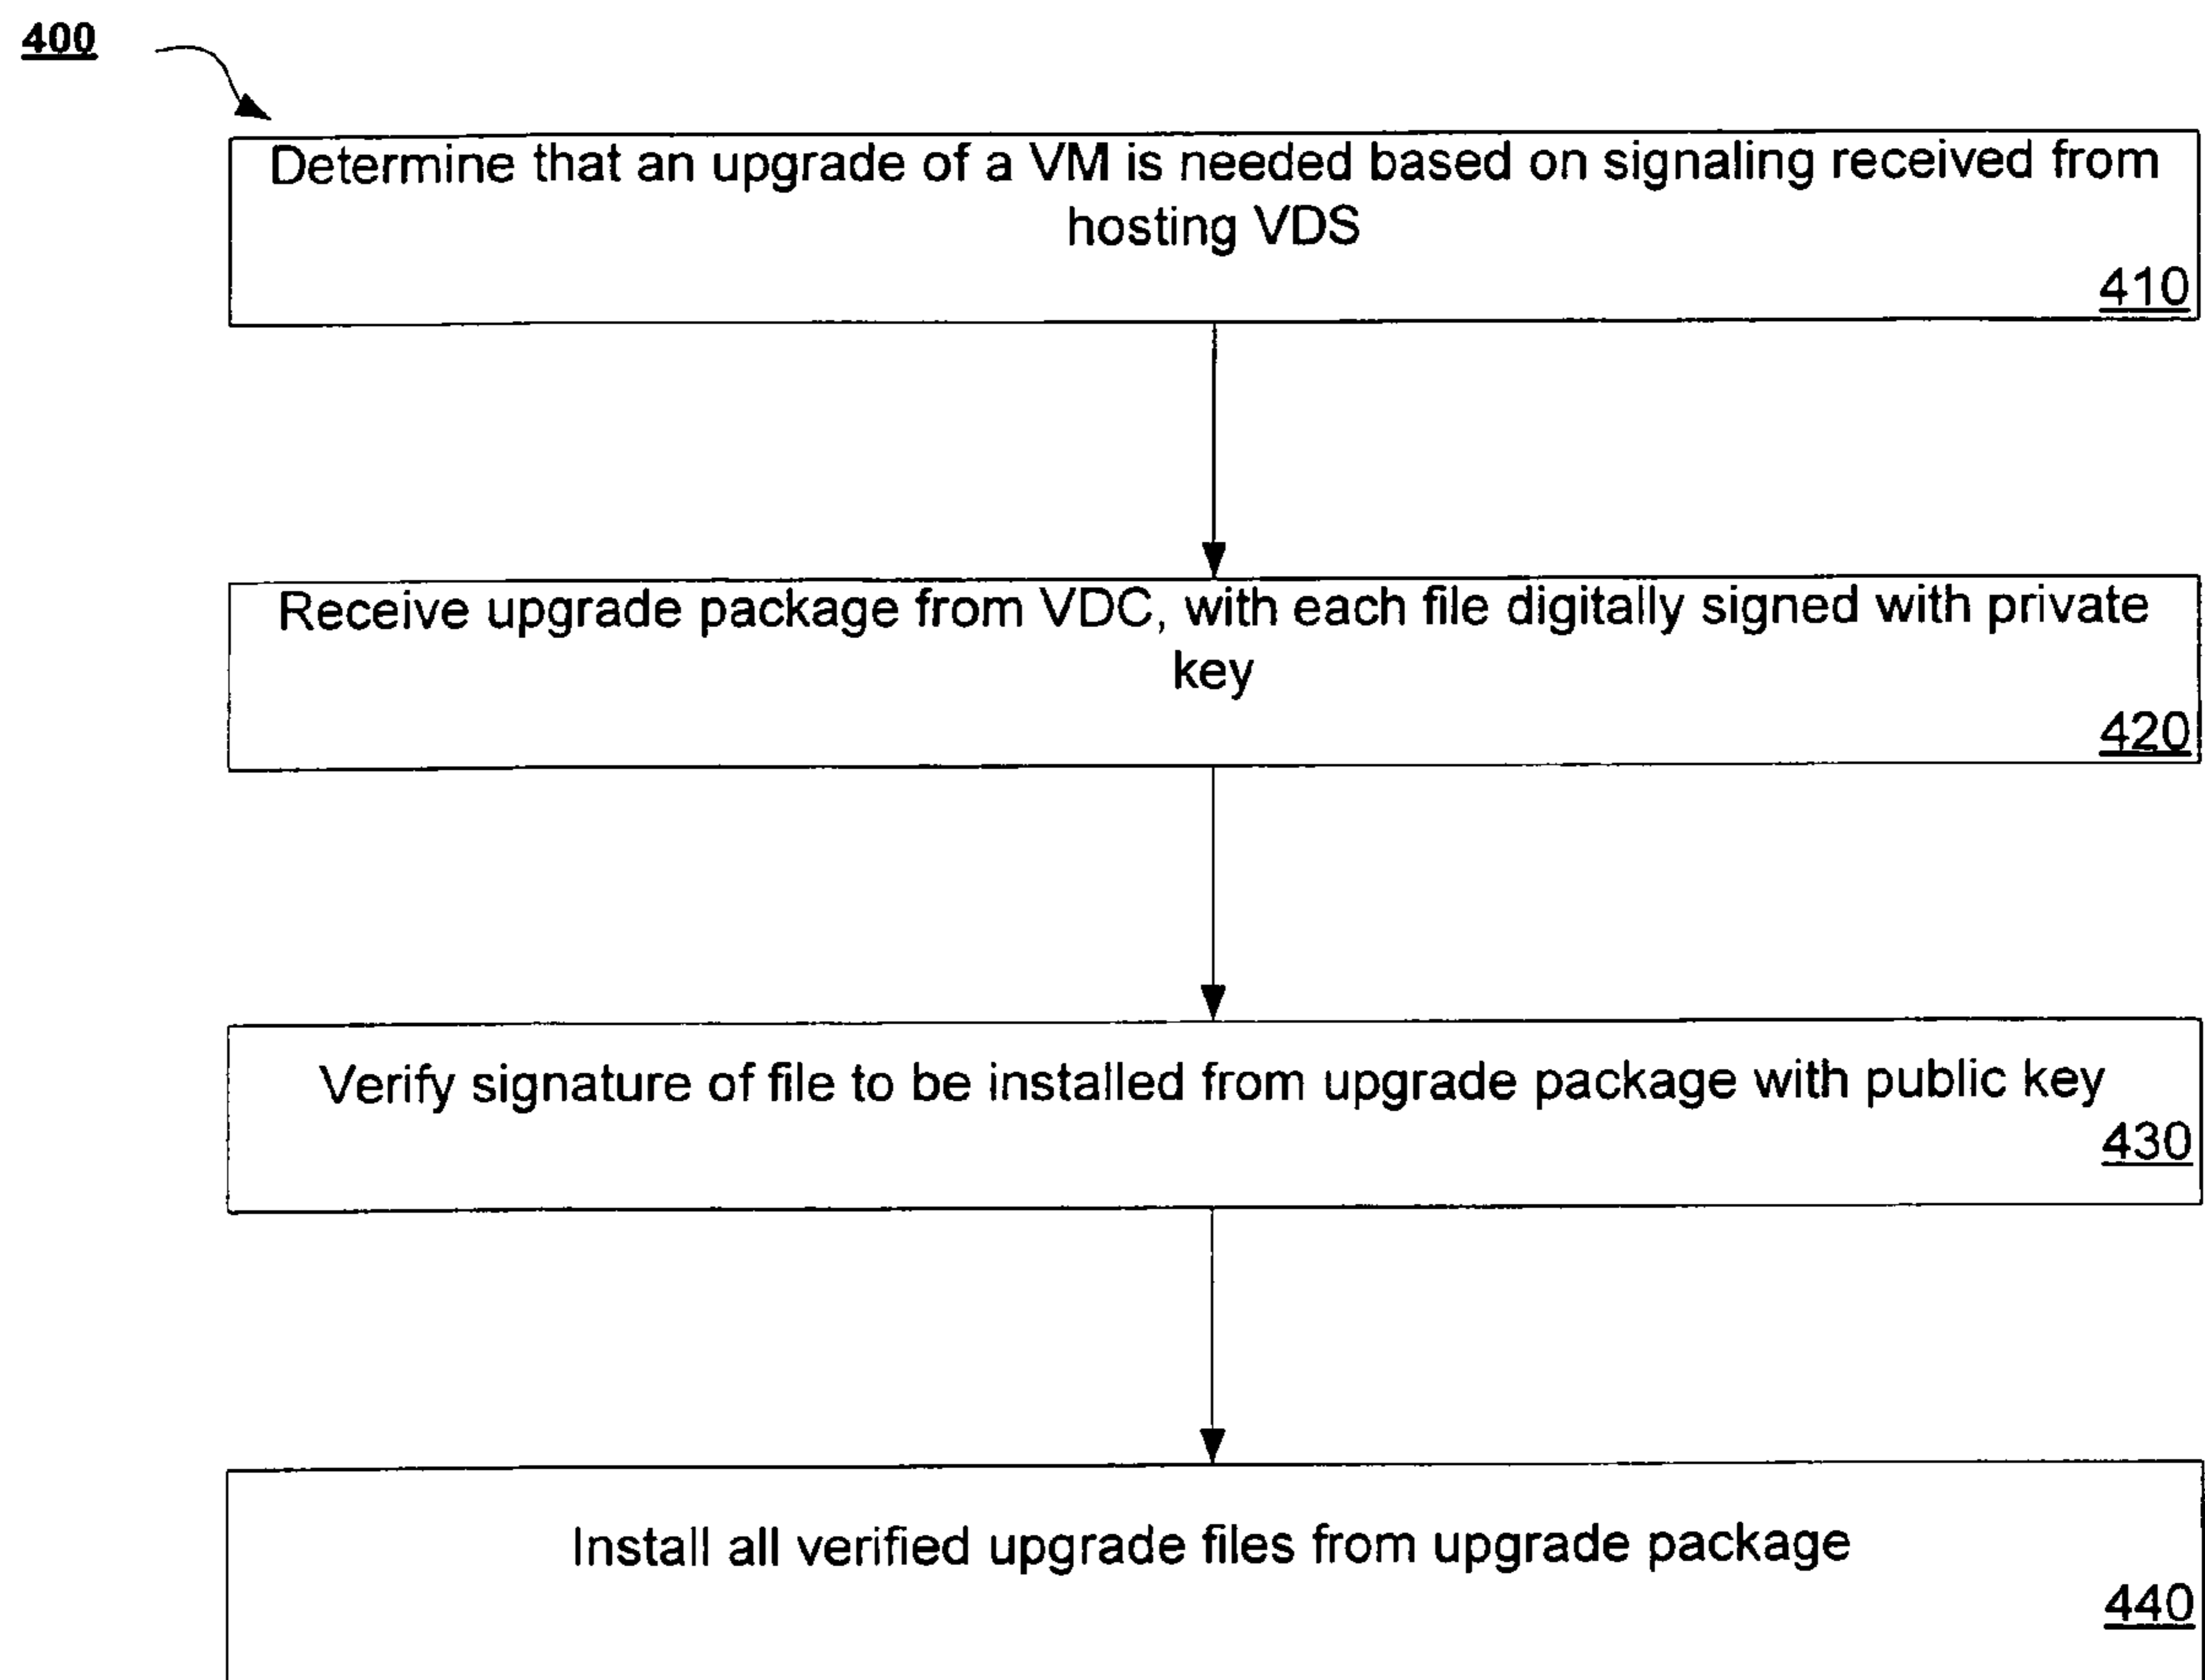 400
Determine that an upgrade of a VM is needed based on signaling received from
hosting VDS
410
Receive upgrade package from VDC, with each file digitally signed with private
key
420
Verify signature of file to be installed from upgrade package with public key
430
Install all verified upgrade files from upgrade package
440